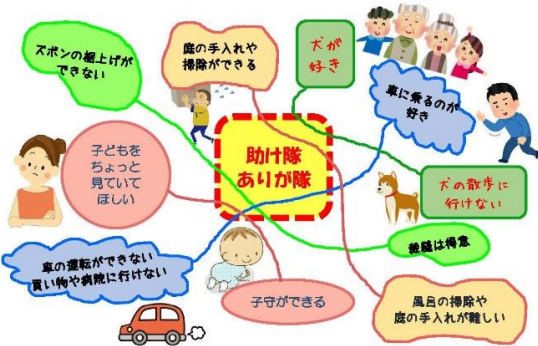 ズボンの裾上げが
できない
庭の手入れや
掃除ができる
犬が
好き
車に乗るのが
好き
助け隊
ありが隊
子どもを
ちょっと
見ていて
ほしい
犬の散歩に
行けない
裁縫は得意
車の運転ができない
買い物や病院に行けない
子守ができる
風呂の掃除や
庭の手入れが難しい